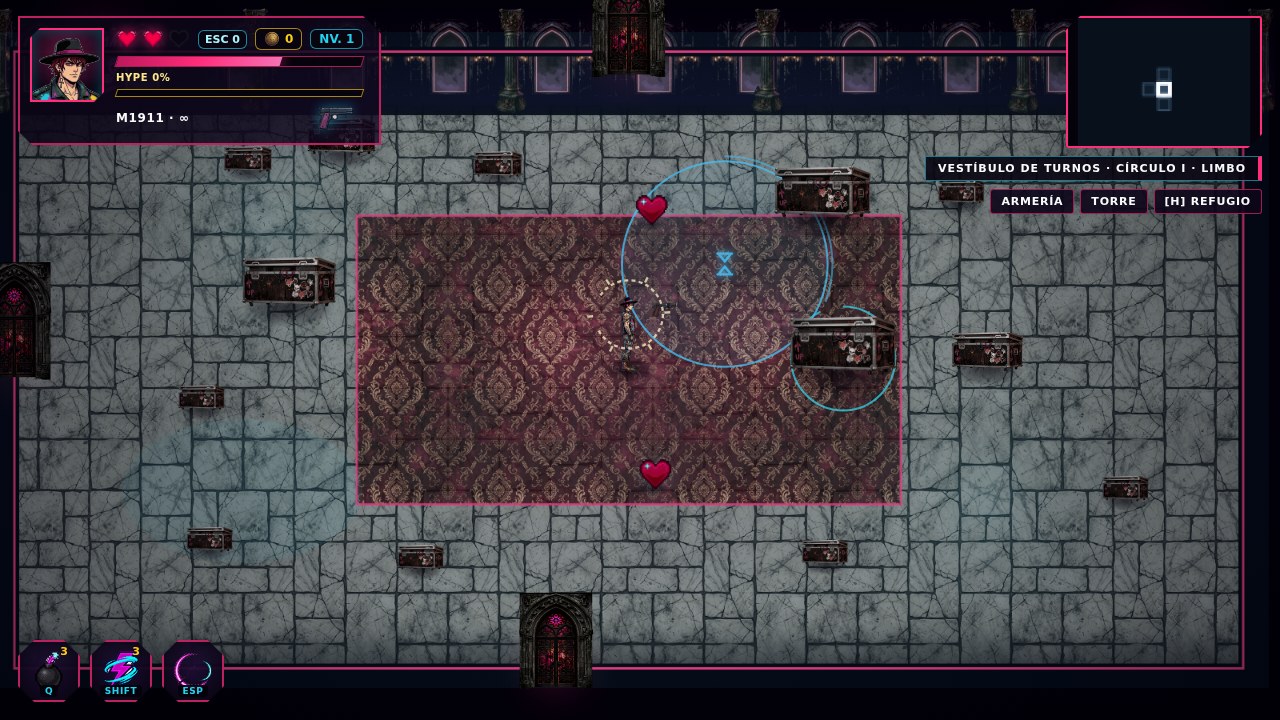 ESC 0
0
NV. 1
HYPE 0%
M1911 · ∞
VESTÍBULO DE TURNOS · CÍRCULO I · LIMBO
ARMERÍA
TORRE
[H] REFUGIO
3
Q
3
SHIFT
ESP